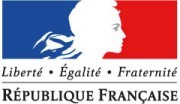 Liberté • Égalité • Fraternité
RÉPUBLIQUE FRANÇAISE